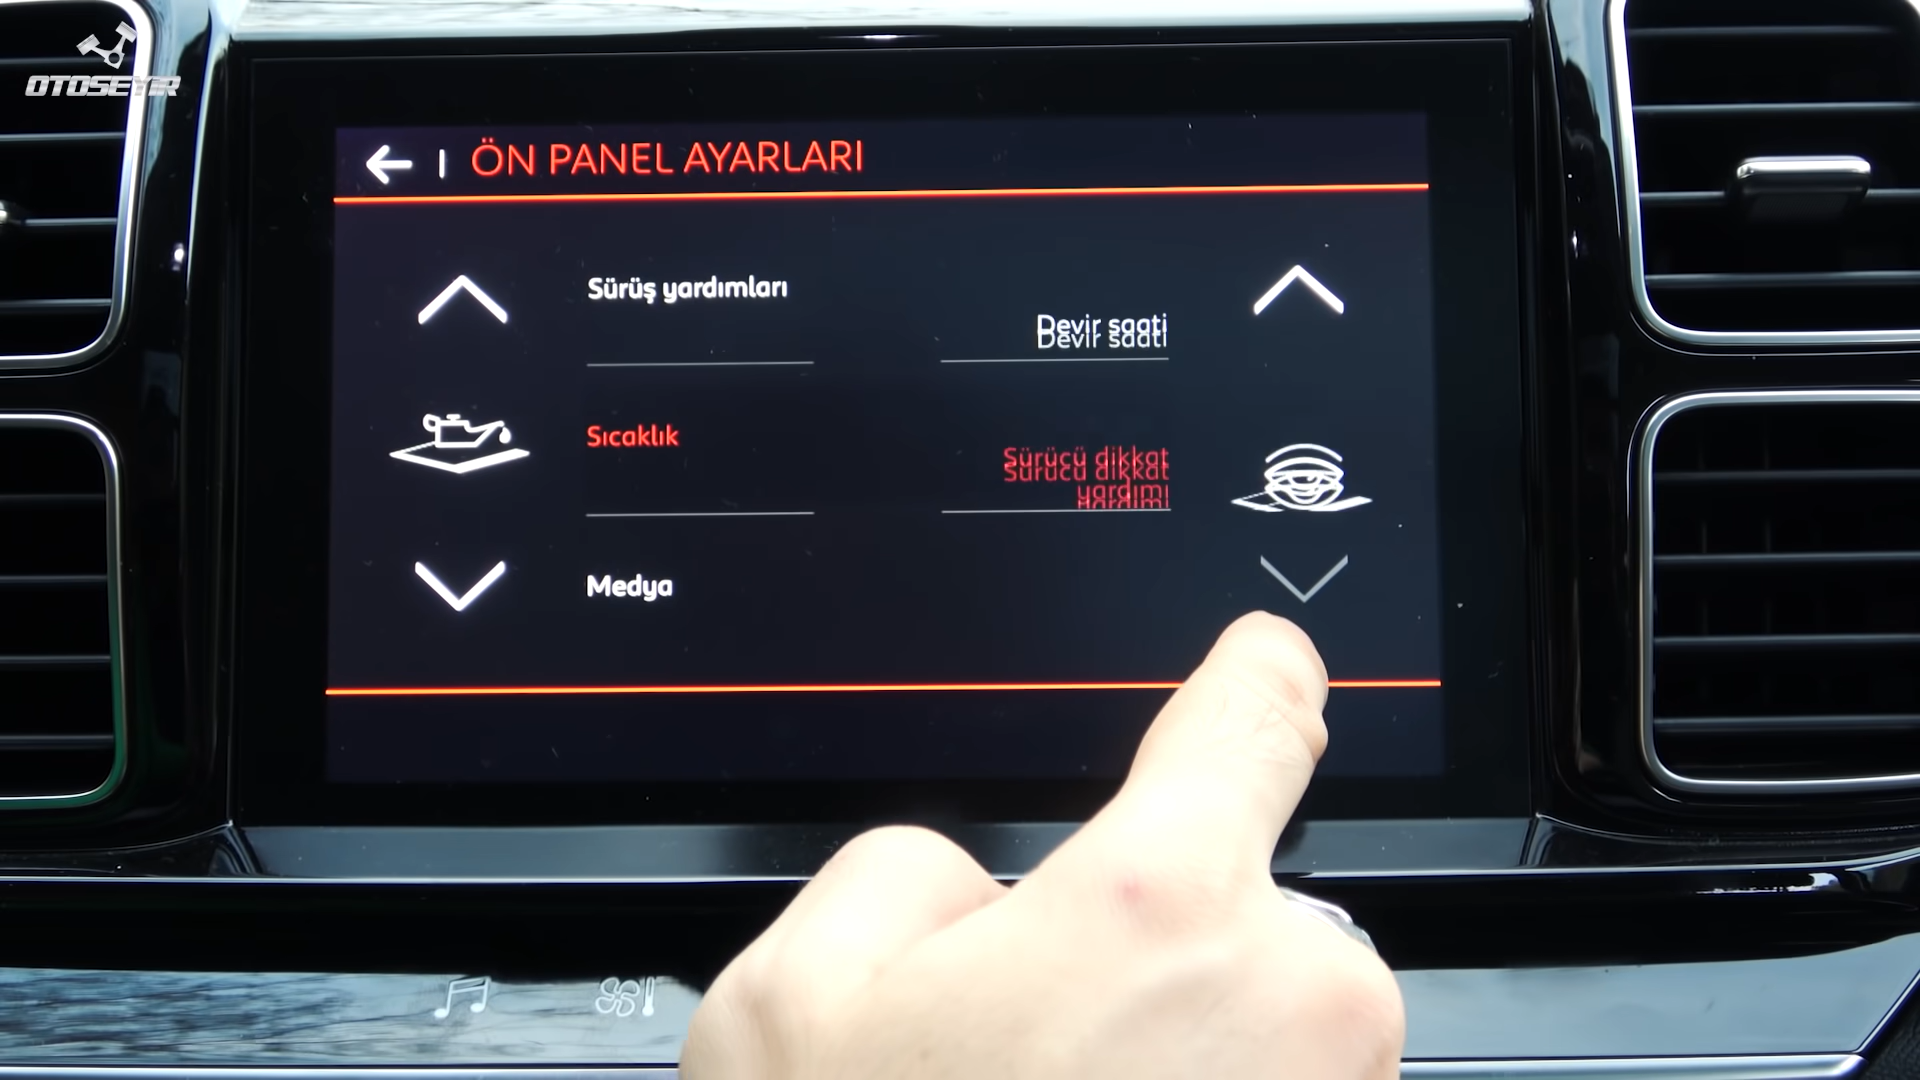 OTOSEYİR
ÖN PANEL AYARLARI
Sürüş yardımları
Devir saati
Sıcaklık
Sürücü dikkat
yardımı
Medya